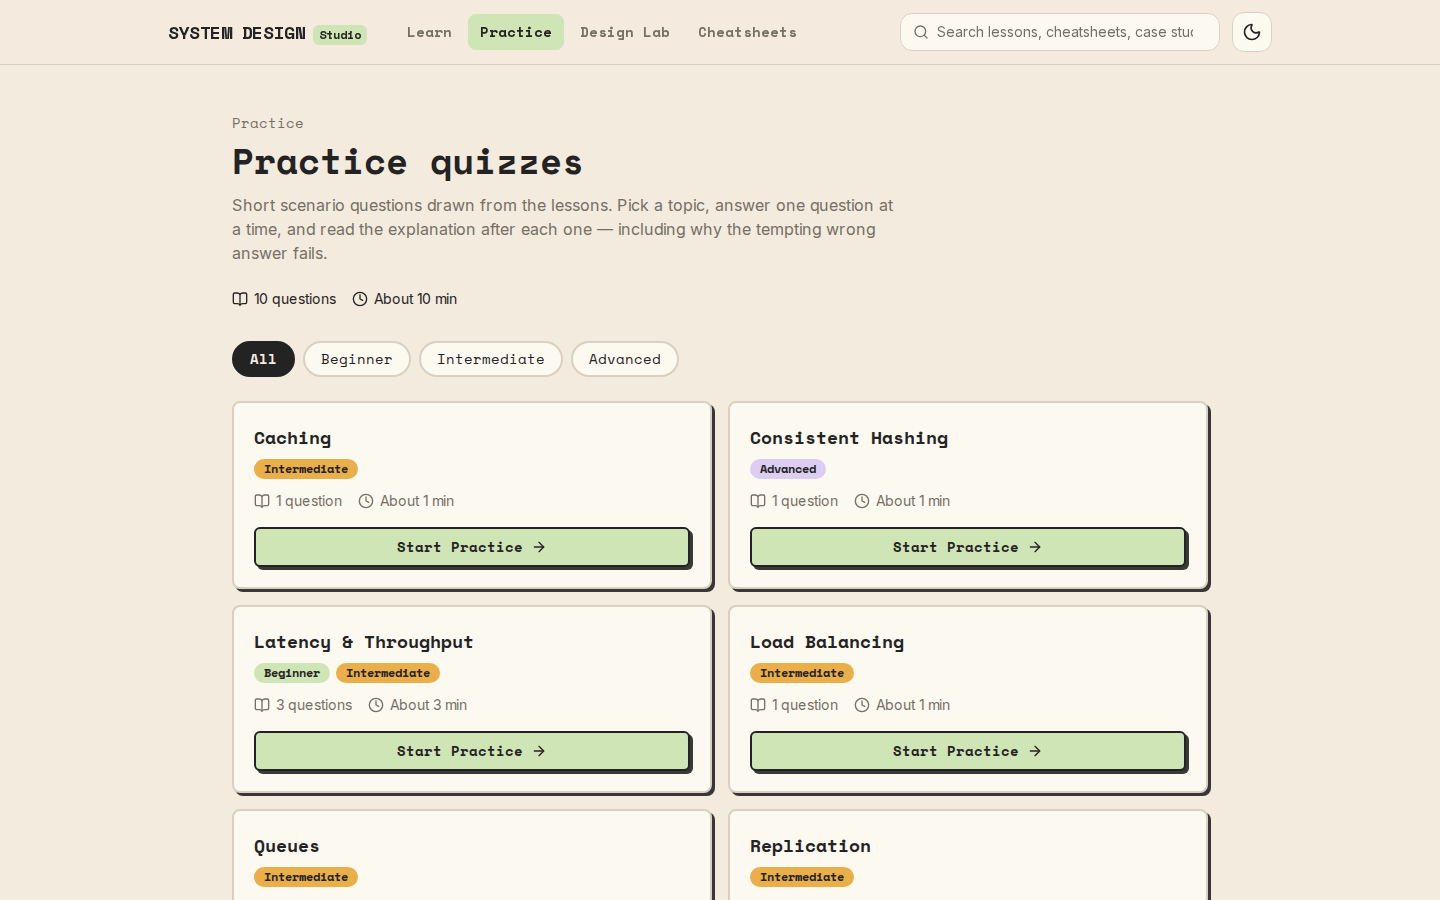 SYSTEM DESIGN Studio Learn Practice Design Lab Cheatsheets Search lessons, cheatsheets, case
Practice
Practice quizzes
Short scenario questions drawn from the lessons. Pick a topic, answer one question at
a time, and read the explanation after each one — including why the tempting wrong
answer fails.
10 questions About 10 min
All Beginner Intermediate Advanced
Caching
Intermediate
1 question About 1 min
Start Practice →
Consistent Hashing
Advanced
1 question About 1 min
Start Practice →
Latency & Throughput
Beginner Intermediate
3 questions About 3 min
Start Practice →
Load Balancing
Intermediate
1 question About 1 min
Start Practice →
Queues
Intermediate
Replication
Intermediate